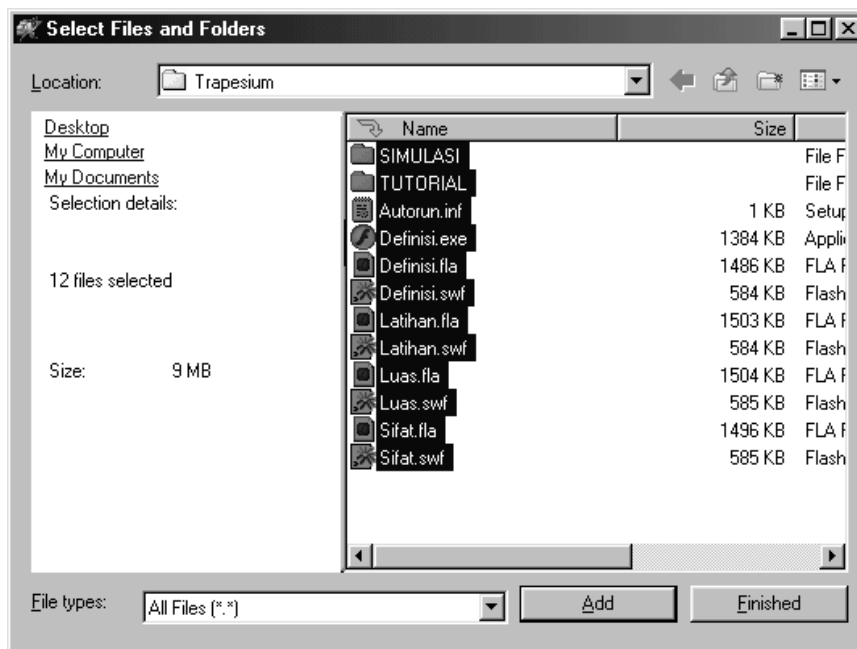 Select Files and Folders
Location: Trapesium
Desktop
My Computer
My Documents
Selection details:
12 files selected
Size: 9 MB
Name Size
SIMULASI File F
TUTORIAL File F
Autorun.inf 1 KB Setup
Definisi.exe 1384 KB Appli
Definisi.fla 1486 KB FLA F
Definisi.swf 584 KB Flash
Latihan.fla 1503 KB FLA F
Latihan.swf 584 KB Flash
Luas.fla 1504 KB FLA F
Luas.swf 585 KB Flash
Sifat.fla 1496 KB FLA F
Sifat.swf 585 KB Flash
File types: All Files (*.*) Add Finished